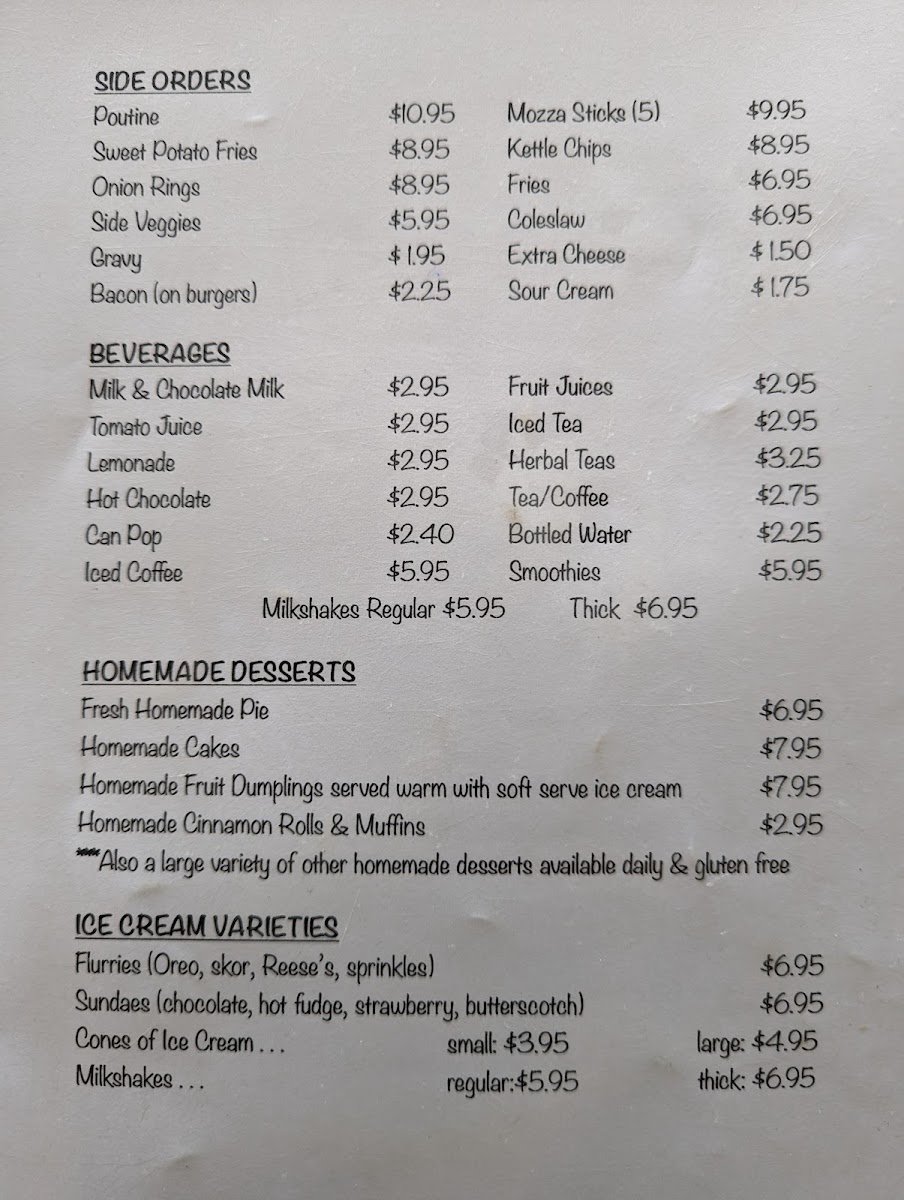 SIDE ORDERS
Poutine $10.95 Mozza Sticks (5) $9.95
Sweet Potato Fries $8.95 Kettle Chips $8.95
Onion Rings $8.95 Fries $6.95
Side Veggies $5.95 Coleslaw $6.95
Gravy $1.95 Extra Cheese $1.50
Bacon (on burgers) $2.25 Sour Cream $1.75
BEVERAGES
Milk & Chocolate Milk $2.95 Fruit Juices $2.95
Tomato Juice $2.95 Iced Tea $2.95
Lemonade $2.95 Herbal Teas $3.25
Hot Chocolate $2.95 Tea/Coffee $2.75
Can Pop $2.40 Bottled Water $2.25
Iced Coffee $5.95 Smoothies $5.95
Milkshakes Regular $5.95 Thick $6.95
HOMEMADE DESSERTS
Fresh Homemade Pie $6.95
Homemade Cakes $7.95
Homemade Fruit Dumplings served warm with soft serve ice cream $7.95
Homemade Cinnamon Rolls & Muffins $2.95
***Also a large variety of other homemade desserts available daily & gluten free
ICE CREAM VARIETIES
Flurries (Oreo, skor, Reese's, sprinkles) $6.95
Sundaes (chocolate, hot fudge, strawberry, butterscotch) $6.95
Cones of Ice Cream . . . small: $3.95 large: $4.95
Milkshakes . . . regular:$5.95 thick: $6.95